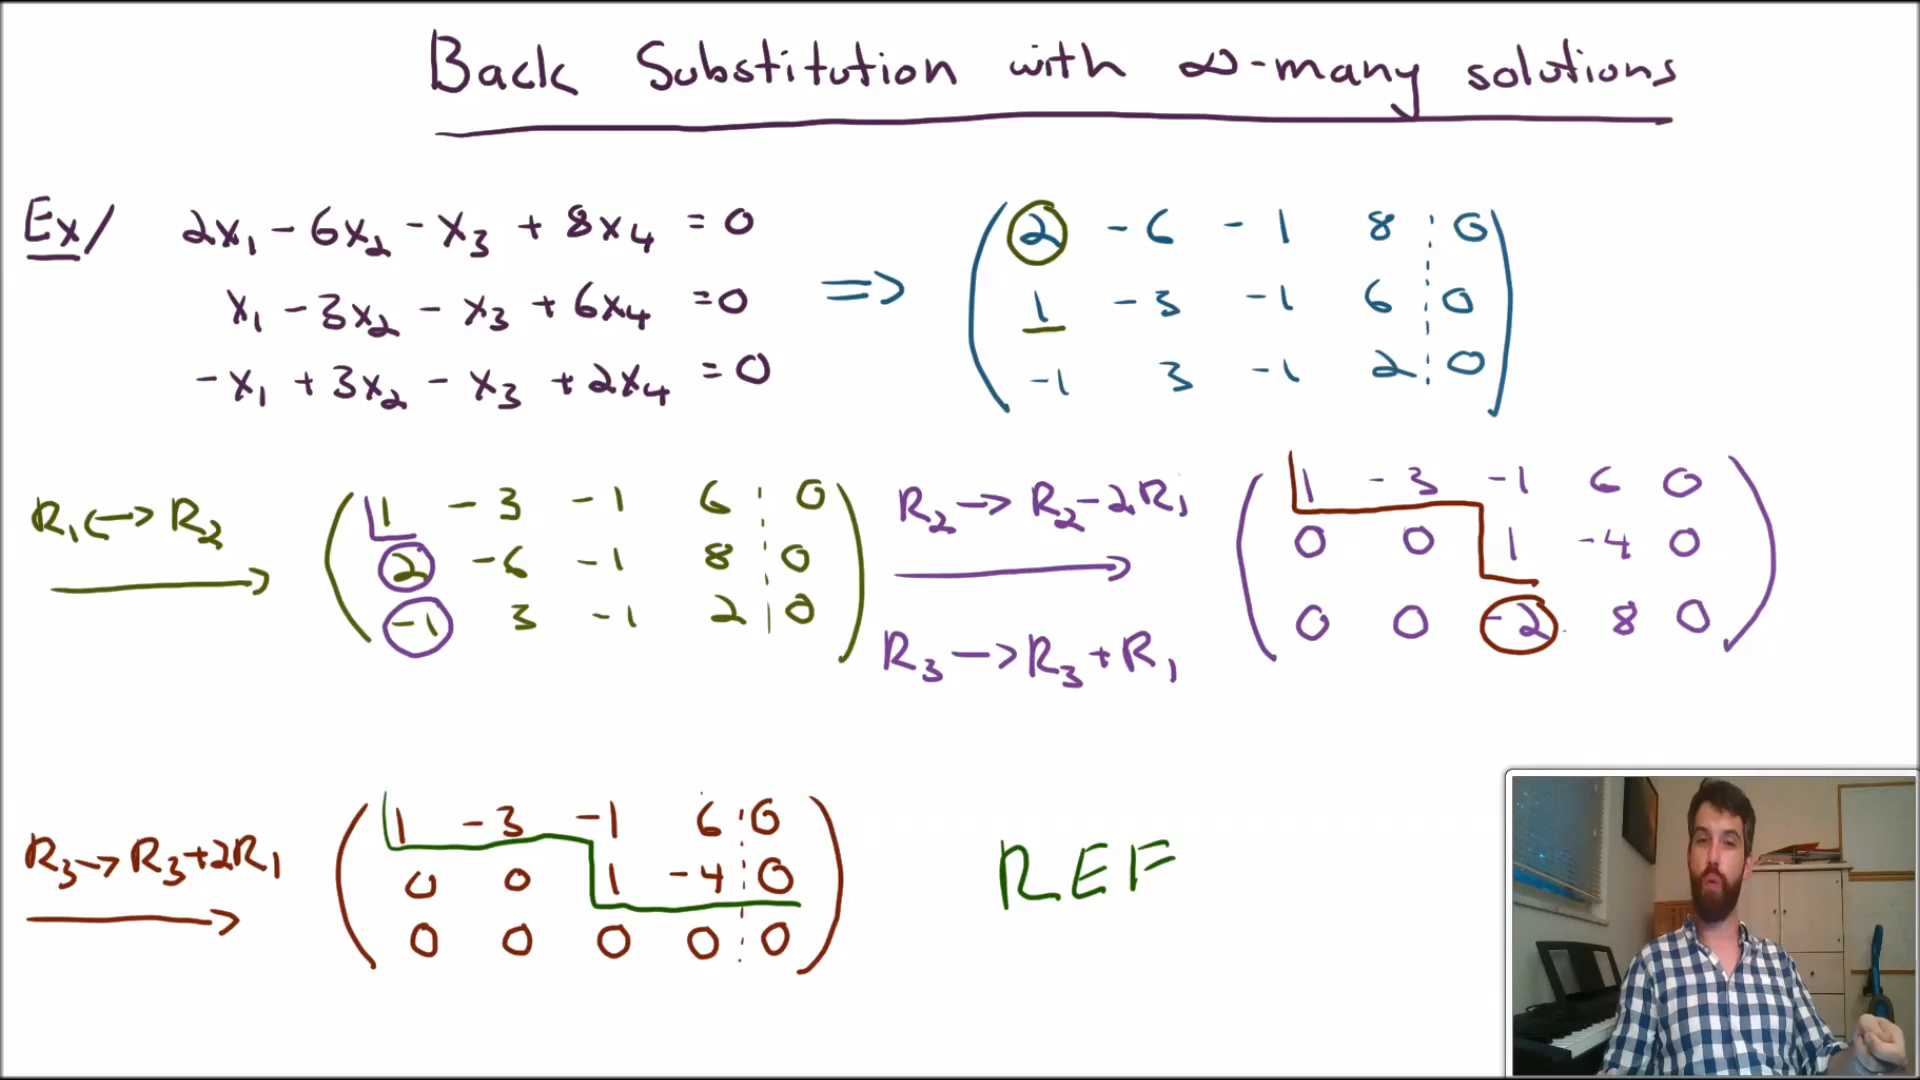 Back Substitution with ∞-many solutions
Ex/ 2x₁ - 6x₂ - x₃ + 8x₄ = 0
x₁ - 3x₂ - x₃ + 6x₄ = 0
-x₁ + 3x₂ - x₃ + 2x₄ = 0
=>
2 -6 -1 8 0
1 -3 -1 6 0
-1 3 -1 2 0
R₁ <-> R₂
1 -3 -1 6 0
2 -6 -1 8 0
-1 3 -1 2 0
R₂ -> R₂ - 2R₁
R₃ -> R₃ + R₁
1 -3 -1 6 0
0 0 1 -4 0
0 0 -2 8 0
R₃ -> R₃ + 2R₁
1 -3 -1 6 0
0 0 1 -4 0
0 0 0 0 0
REF